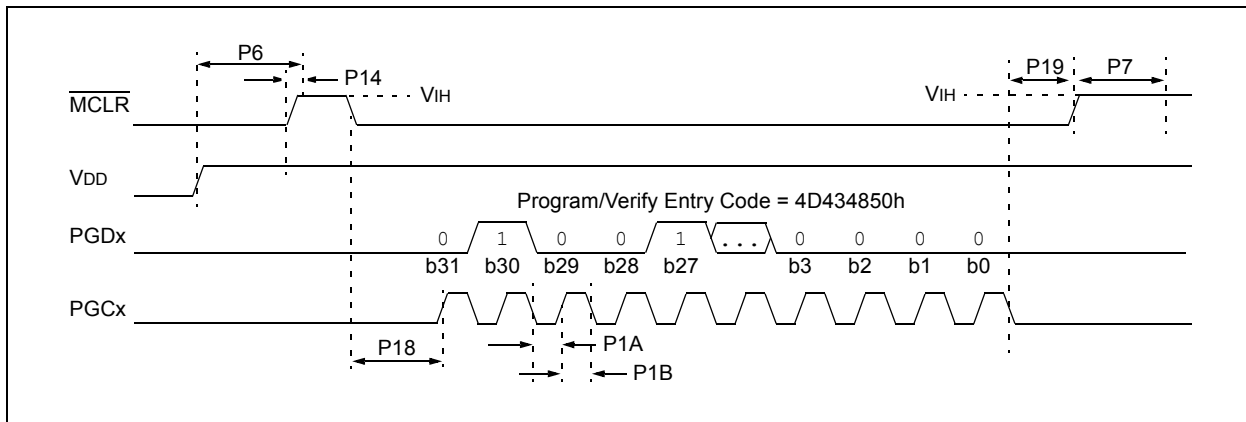 P6
P14
P19
P7
MCLR
VIH
VIH
VDD
Program/Verify Entry Code = 4D434850h
PGDx
0 1 0 0 1 ... 0 0 0 0
b31 b30 b29 b28 b27 b3 b2 b1 b0
PGCx
P18
P1A
P1B